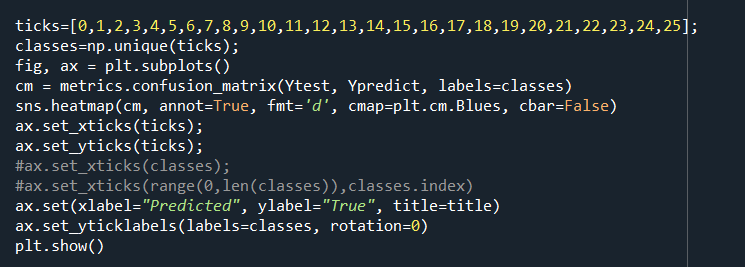 ticks=[0,1,2,3,4,5,6,7,8,9,10,11,12,13,14,15,16,17,18,19,20,21,22,23,24,25];
classes=np.unique(ticks);
fig, ax = plt.subplots()
cm = metrics.confusion_matrix(Ytest, Ypredict, labels=classes)
sns.heatmap(cm, annot=True, fmt='d', cmap=plt.cm.Blues, cbar=False)
ax.set_xticks(ticks);
ax.set_yticks(ticks);
#ax.set_xticks(classes);
#ax.set_xticks(range(0,len(classes)),classes.index)
ax.set(xlabel="Predicted", ylabel="True", title=title)
ax.set_yticklabels(labels=classes, rotation=0)
plt.show()